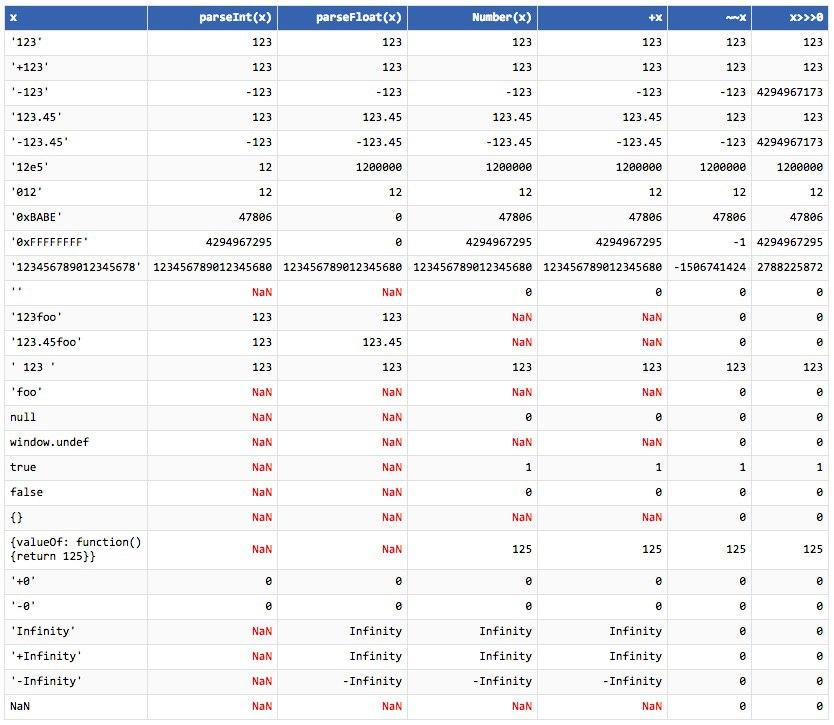 x parseInt(x) parseFloat(x) Number(x) +x ~~x x>>>0
'123' 123 123 123 123 123 123
'+123' 123 123 123 123 123 123
'-123' -123 -123 -123 -123 -123 4294967173
'123.45' 123 123.45 123.45 123.45 123 123
'-123.45' -123 -123.45 -123.45 -123.45 -123 4294967173
'12e5' 12 1200000 1200000 1200000 1200000 1200000
'012' 12 12 12 12 12 12
'0xBABE' 47806 0 47806 47806 47806 47806
'0xFFFFFFFF' 4294967295 0 4294967295 4294967295 -1 4294967295
'123456789012345678' 123456789012345680 123456789012345680 123456789012345680 123456789012345680 -1506741424 2788225872
'' NaN NaN 0 0 0 0
'123foo' 123 123 NaN NaN 0 0
'123.45foo' 123 123.45 NaN NaN 0 0
' 123 ' 123 123 123 123 123 123
'foo' NaN NaN NaN NaN 0 0
null NaN NaN 0 0 0 0
window.undef NaN NaN NaN NaN 0 0
true NaN NaN 1 1 1 1
false NaN NaN 0 0 0 0
{} NaN NaN NaN NaN 0 0
{valueOf: function()
{return 125}} NaN NaN 125 125 125 125
'+0' 0 0 0 0 0 0
'-0' 0 0 0 0 0 0
'Infinity' NaN Infinity Infinity Infinity 0 0
'+Infinity' NaN Infinity Infinity Infinity 0 0
'-Infinity' NaN -Infinity -Infinity -Infinity 0 0
NaN NaN NaN NaN NaN 0 0